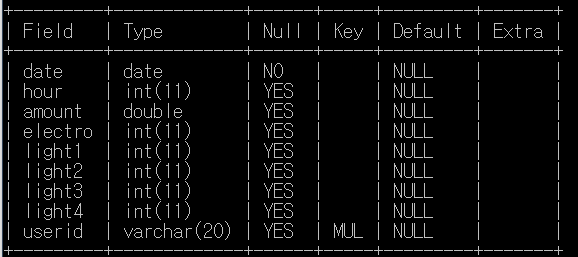 Field | Type | Null | Key | Default | Extra
date | date | NO | | NULL |
hour | int(11) | YES | | NULL |
amount | double | YES | | NULL |
electro | int(11) | YES | | NULL |
light1 | int(11) | YES | | NULL |
light2 | int(11) | YES | | NULL |
light3 | int(11) | YES | | NULL |
light4 | int(11) | YES | | NULL |
userid | varchar(20) | YES | MUL | NULL |